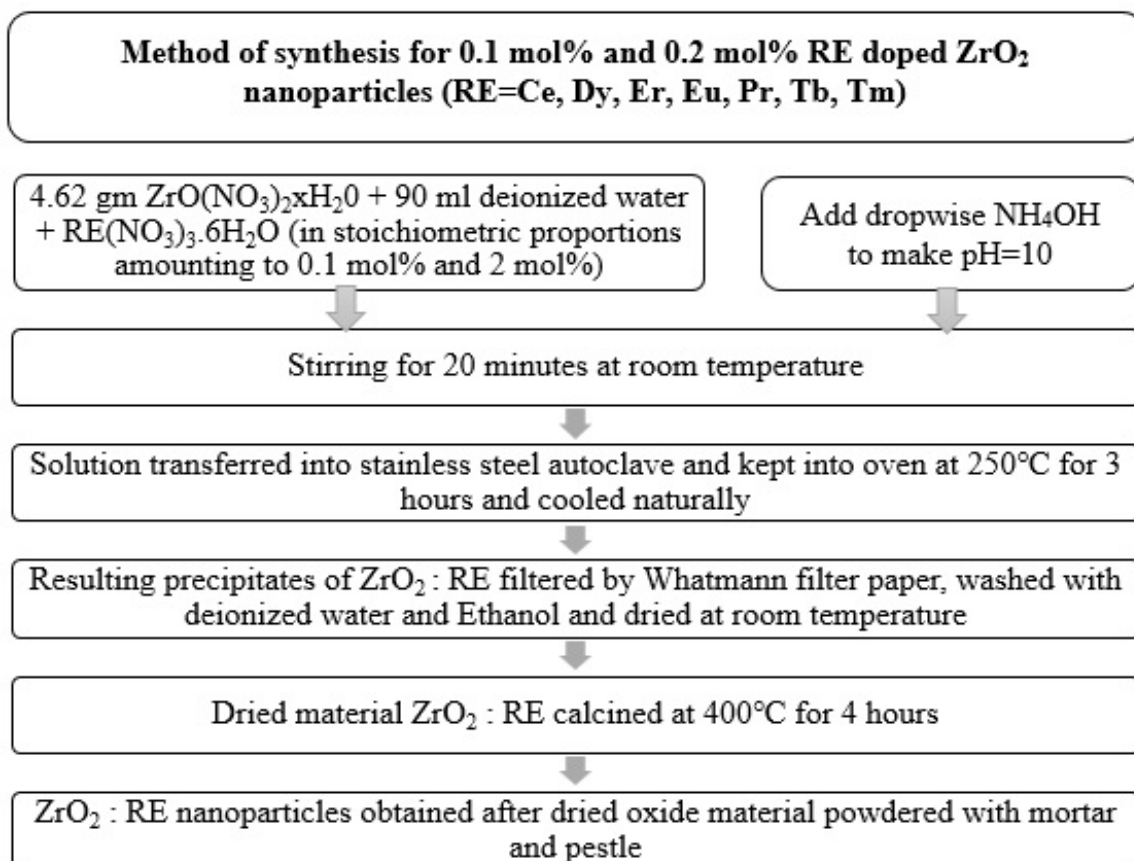 Method of synthesis for 0.1 mol% and 0.2 mol% RE doped ZrO₂
nanoparticles (RE=Ce, Dy, Er, Eu, Pr, Tb, Tm)
4.62 gm ZrO(NO₃)₂xH₂0 + 90 ml deionized water
+ RE(NO₃)₃.6H₂O (in stoichiometric proportions
amounting to 0.1 mol% and 2 mol%)
Add dropwise NH₄OH
to make pH=10
Stirring for 20 minutes at room temperature
Solution transferred into stainless steel autoclave and kept into oven at 250℃ for 3
hours and cooled naturally
Resulting precipitates of ZrO₂ : RE filtered by Whatmann filter paper, washed with
deionized water and Ethanol and dried at room temperature
Dried material ZrO₂ : RE calcined at 400℃ for 4 hours
ZrO₂ : RE nanoparticles obtained after dried oxide material powdered with mortar
and pestle